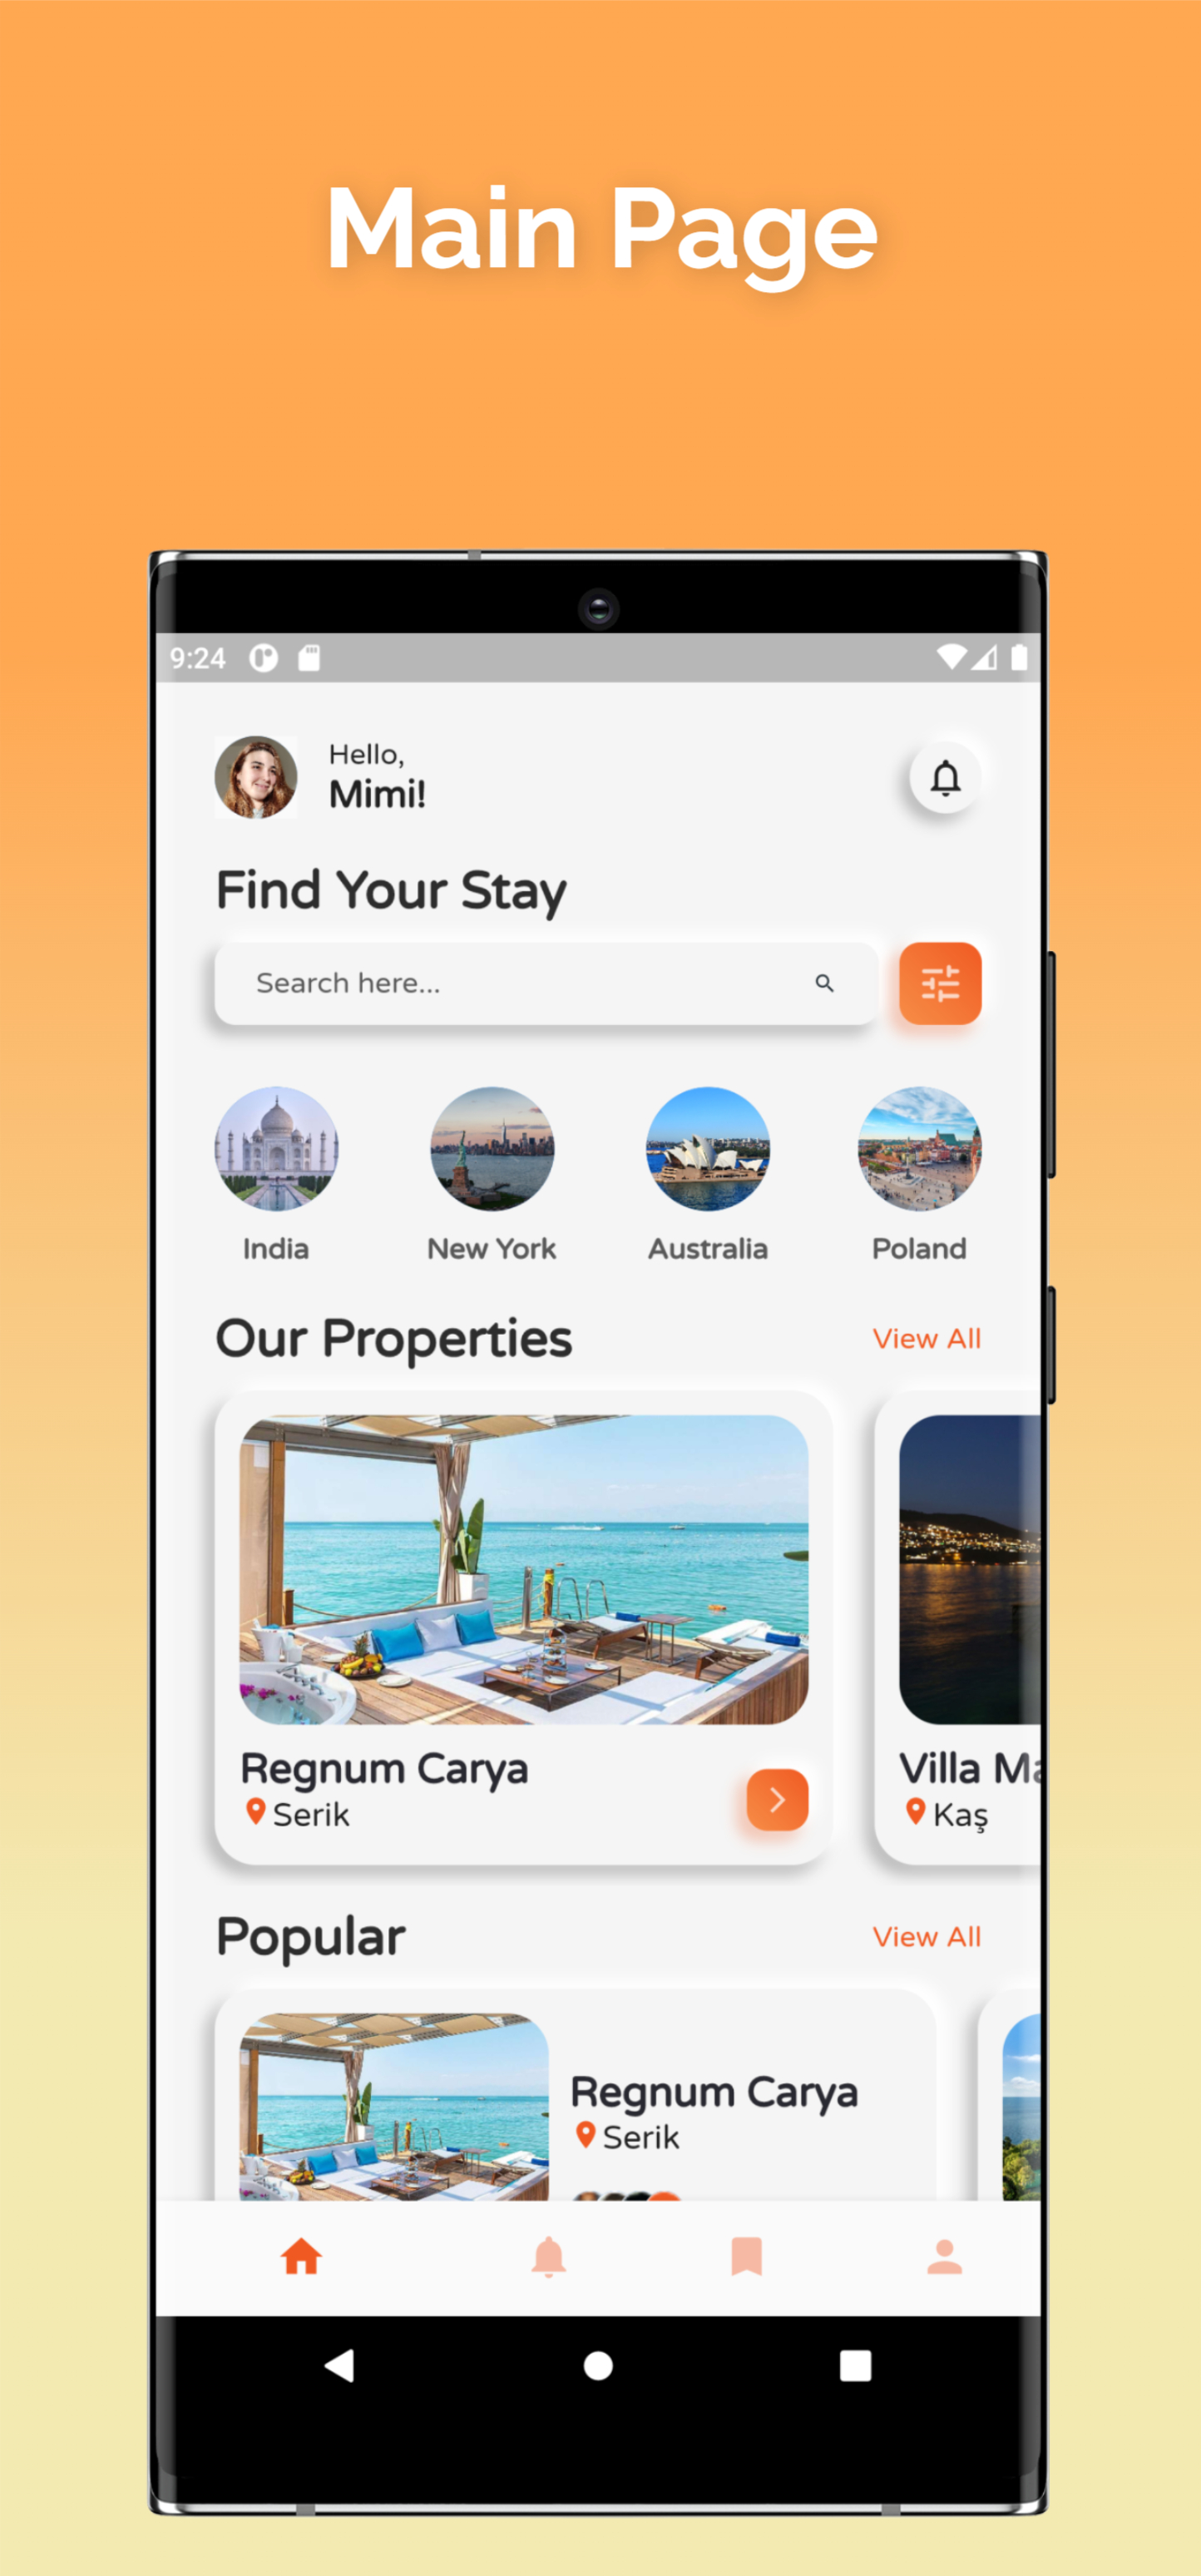 Main Page
9:24
Hello,
Mimi!
Find Your Stay
Search here...
India
New York
Australia
Poland
Our Properties
View All
Regnum Carya
Serik
Villa
Kaş
Popular
View All
Regnum Carya
Serik